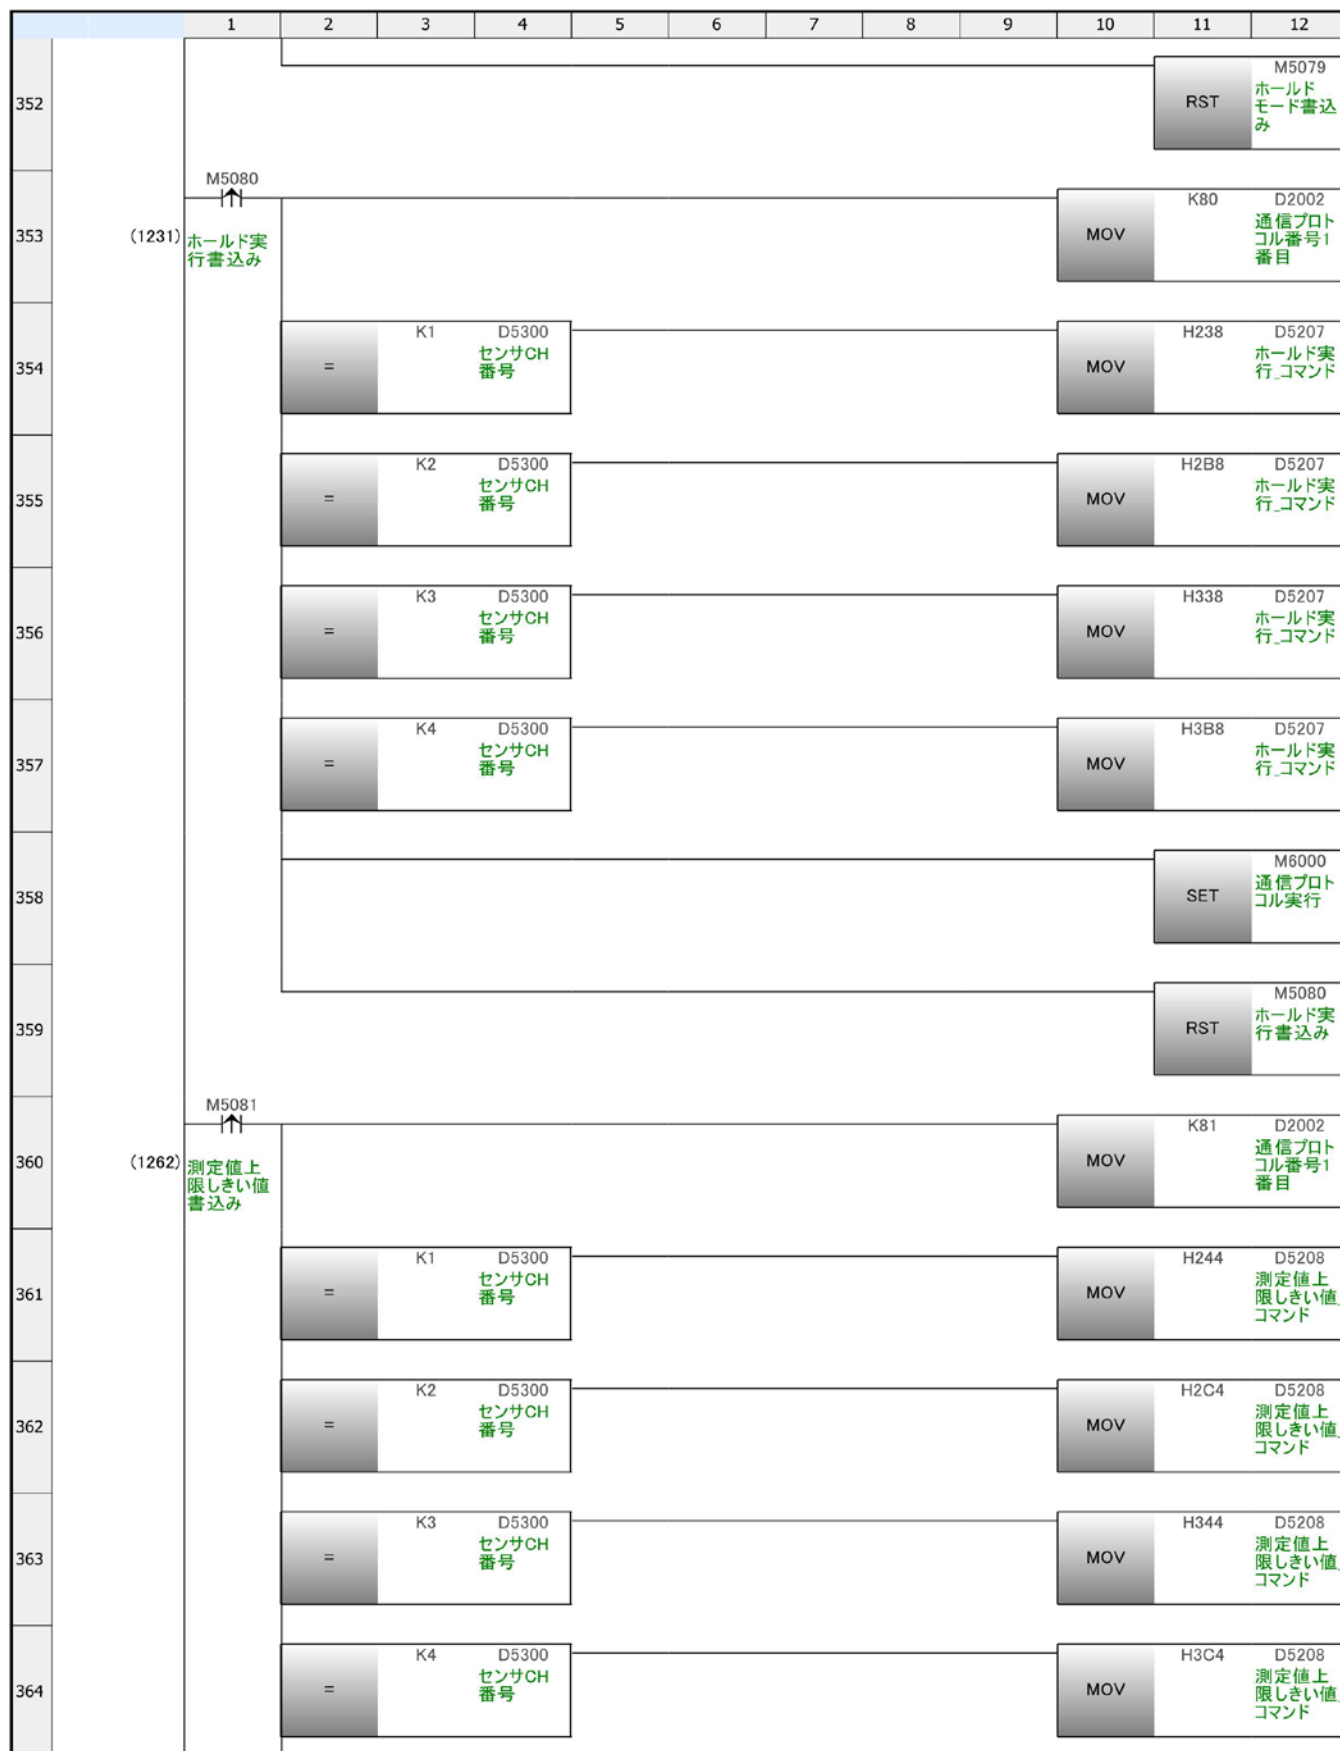 1 2 3 4 5 6 7 8 9 10 11 12
352
RST
M5079
ホールド
モード書込
み
353
(1231)
M5080
ホールド実
行書込み
MOV
K80
D2002
通信プロト
コル番号1
番目
354
=
K1
D5300
センサCH
番号
MOV
H238
D5207
ホールド実
行_コマンド
355
=
K2
D5300
センサCH
番号
MOV
H2B8
D5207
ホールド実
行_コマンド
356
=
K3
D5300
センサCH
番号
MOV
H338
D5207
ホールド実
行_コマンド
357
=
K4
D5300
センサCH
番号
MOV
H3B8
D5207
ホールド実
行_コマンド
358
SET
M6000
通信プロト
コル実行
359
RST
M5080
ホールド実
行書込み
360
(1262)
M5081
測定値上
限しきい値
書込み
MOV
K81
D2002
通信プロト
コル番号1
番目
361
=
K1
D5300
センサCH
番号
MOV
H244
D5208
測定値上
限しきい値_
コマンド
362
=
K2
D5300
センサCH
番号
MOV
H2C4
D5208
測定値上
限しきい値_
コマンド
363
=
K3
D5300
センサCH
番号
MOV
H344
D5208
測定値上
限しきい値_
コマンド
364
=
K4
D5300
センサCH
番号
MOV
H3C4
D5208
測定値上
限しきい値_
コマンド